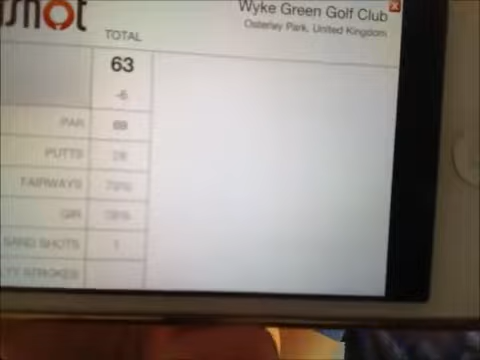 Wyke Green Golf Club
Osterley Park, United Kingdom
TOTAL
63
-6
PAR 69
PUTTS
FAIRWAYS
GIR
SAND SHOTS 1
STROKES